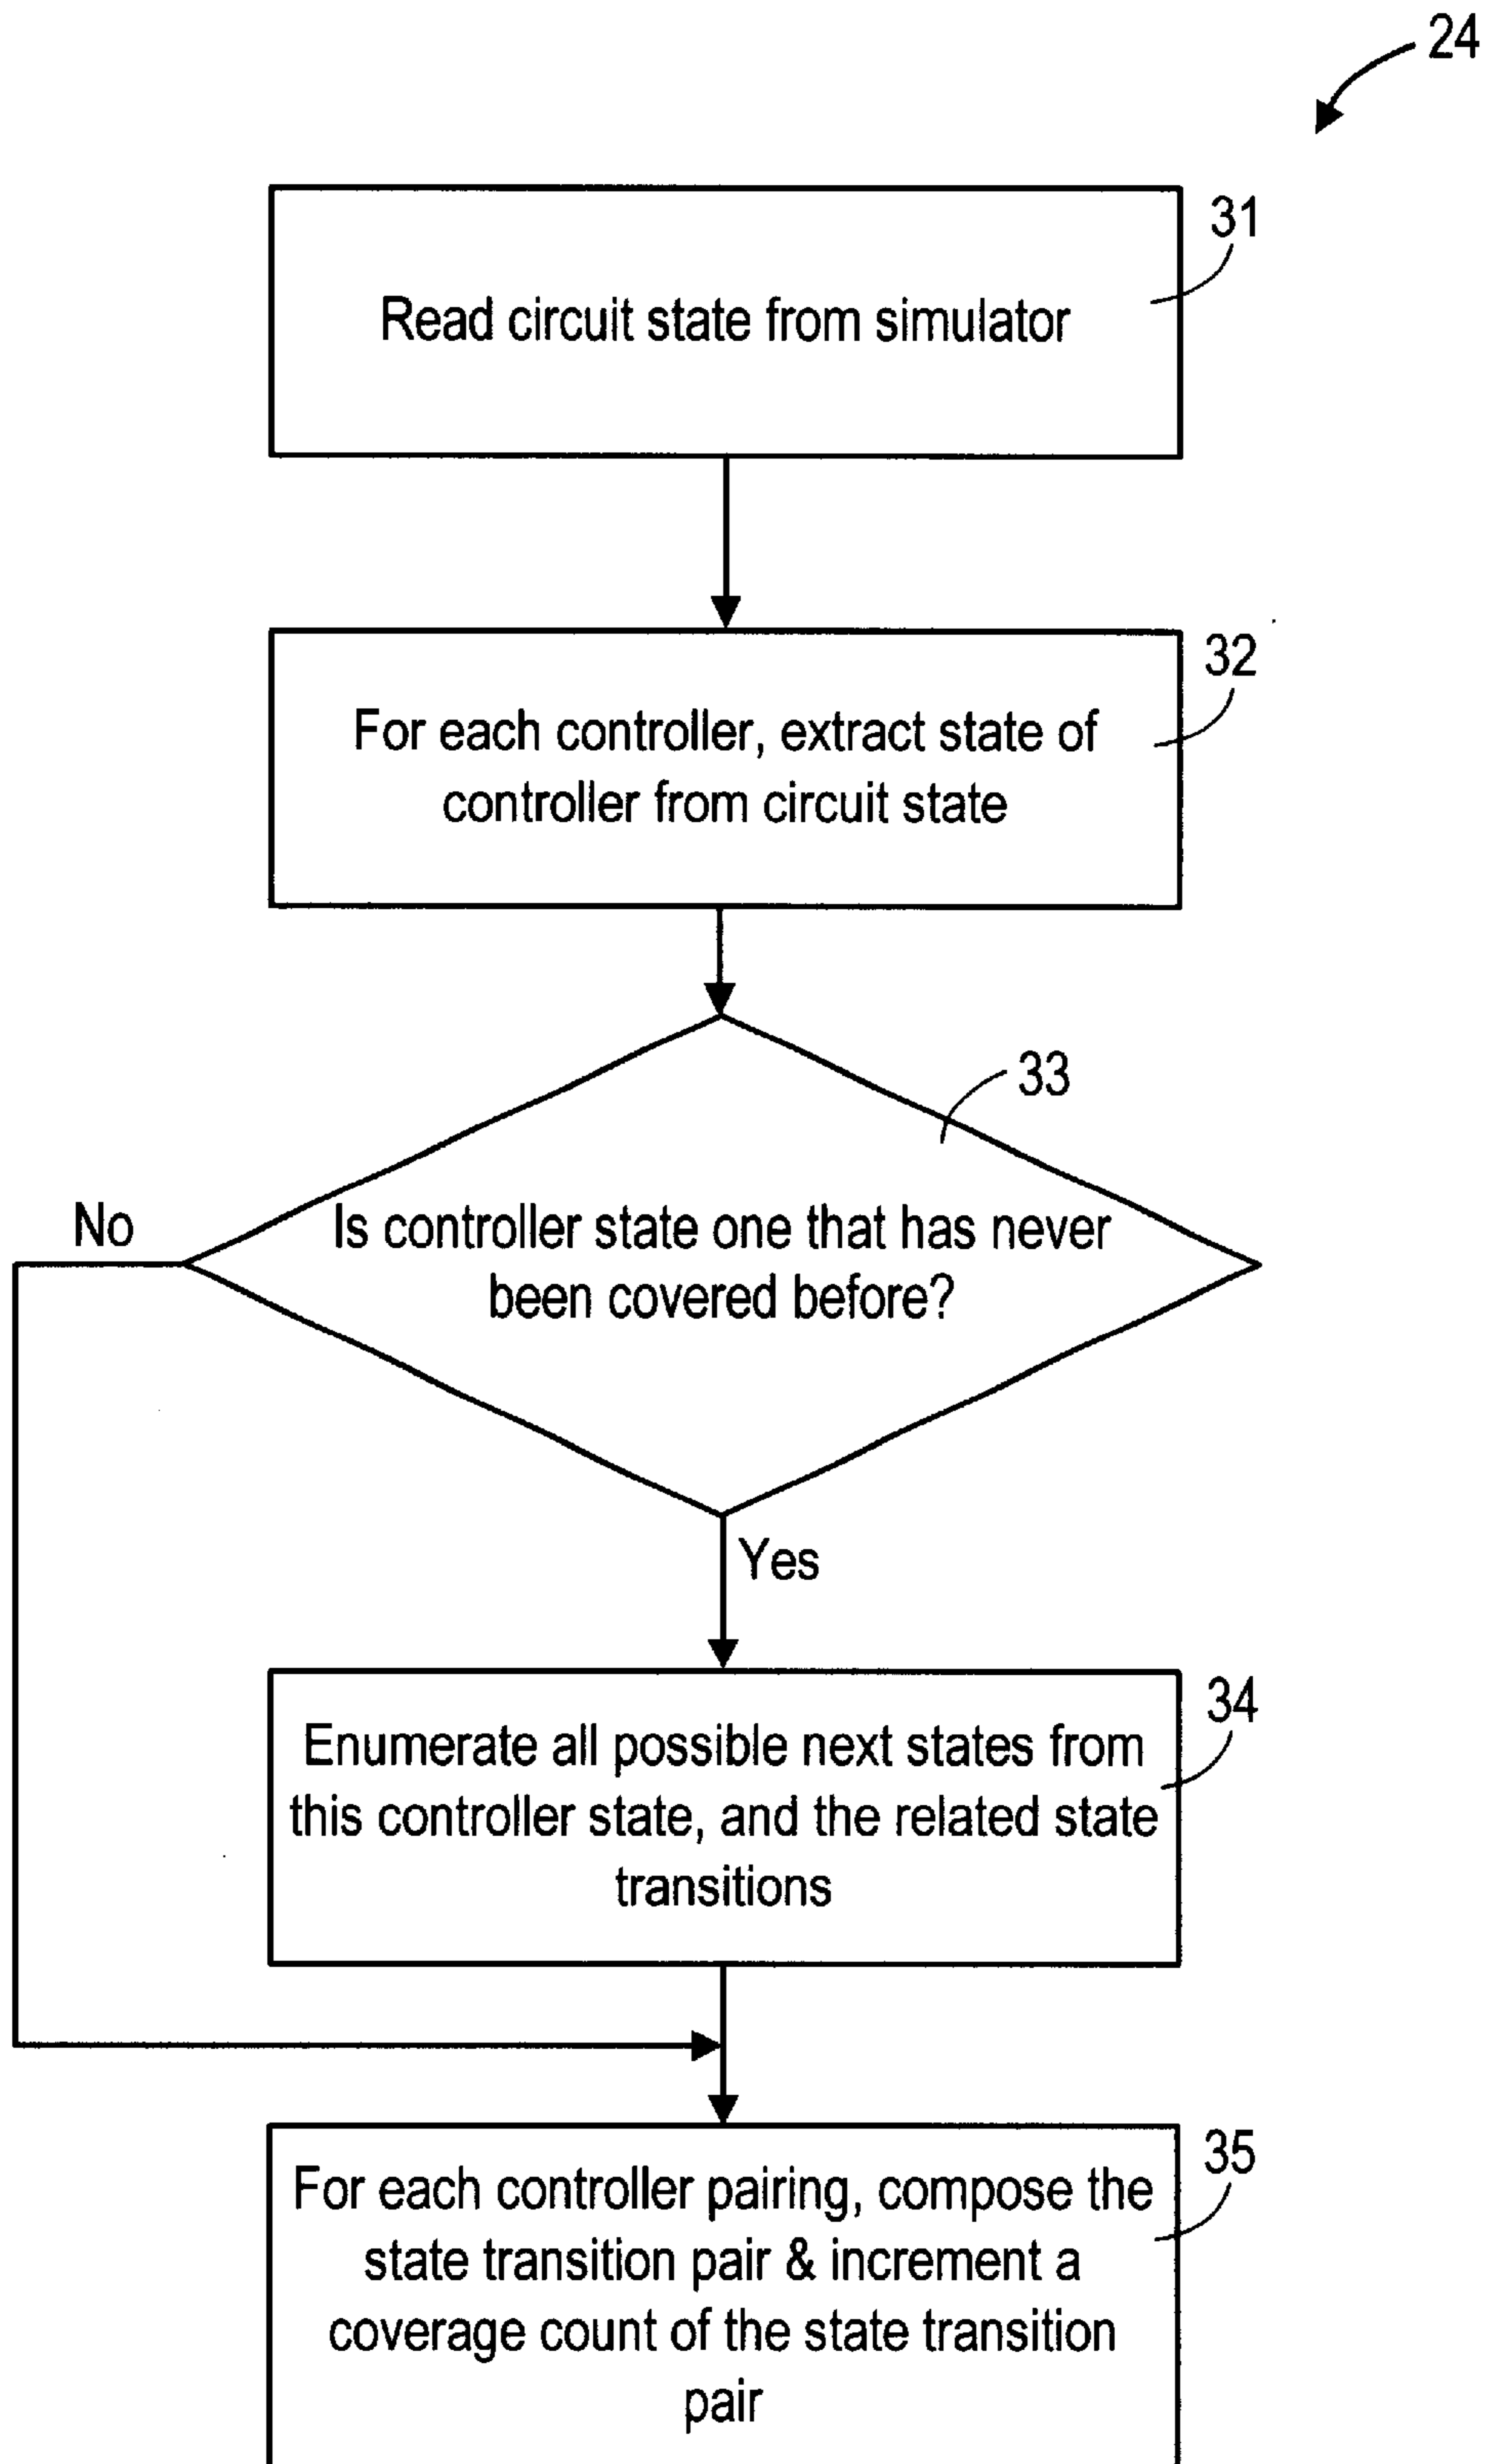 24
31
Read circuit state from simulator
32
For each controller, extract state of
controller from circuit state
33
No
Is controller state one that has never
been covered before?
Yes
34
Enumerate all possible next states from
this controller state, and the related state
transitions
35
For each controller pairing, compose the
state transition pair & increment a
coverage count of the state transition
pair